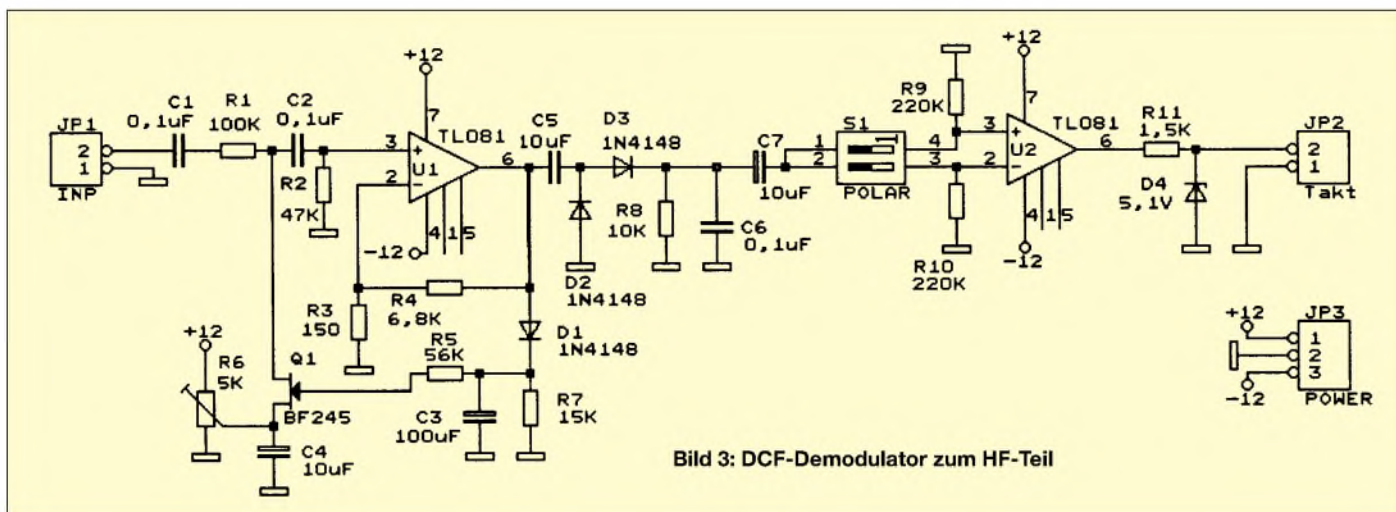 JP1
2
1
INP
C1
0,1uF
R1
100K
C2
0,1uF
R2
47K
+12
7
TL081
3
+
U1
2
-
6
4
1
5
-12
R3
150
R4
6,8K
C5
10uF
D3
1N4148
D2
1N4148
R8
10K
C6
0,1uF
C7
10uF
1
2
S1
1
4
3
POLAR
R9
220K
R10
220K
+12
7
TL081
3
+
U2
2
-
6
4
1
5
-12
R11
1,5K
D4
5,1V
JP2
2
1
Takt
+12
R6
5K
Q1
BF245
C4
10uF
R5
56K
C3
100uF
D1
1N4148
R7
15K
+12
-12
JP3
1
2
3
POWER
Bild 3: DCF-Demodulator zum HF-Teil